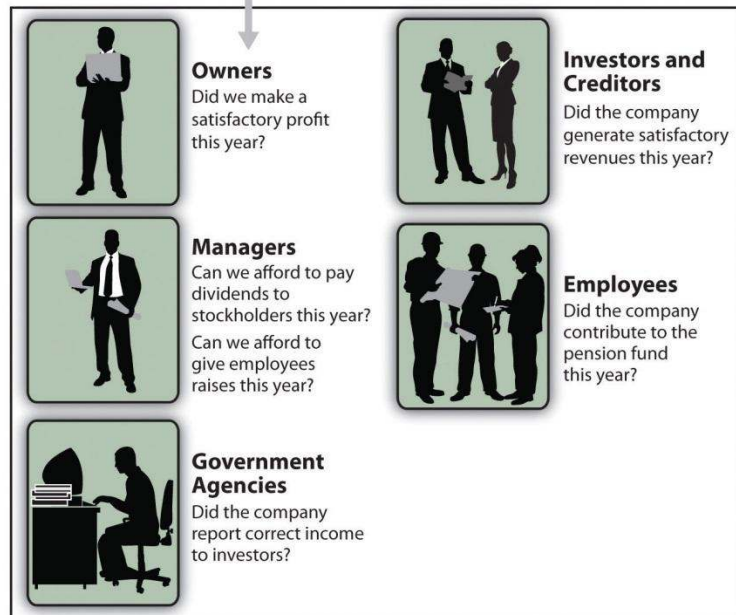 Owners
Did we make a
satisfactory profit
this year?
Investors and
Creditors
Did the company
generate satisfactory
revenues this year?
Managers
Can we afford to pay
dividends to
stockholders this year?
Can we afford to
give employees
raises this year?
Employees
Did the company
contribute to the
pension fund
this year?
Government
Agencies
Did the company
report correct income
to investors?